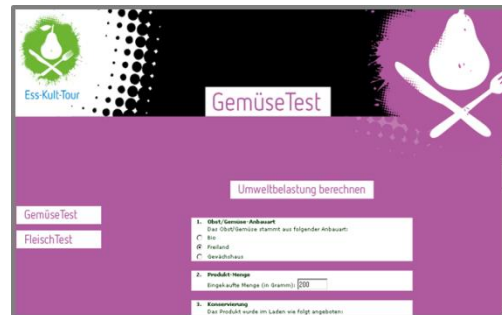 Ess-Kult-Tour
GemüseTest
Umweltbelastung berechnen
GemüseTest
FleischTest
1. Obst/Gemüse-Anbauart
Das Obst/Gemüse stammt aus folgender Anbauart:
Bio
Freiland
Gewächshaus
2. Produkt-Menge
Eingekaufte Menge (in Gramm): 200
3. Konservierung
Das Produkt wurde im Laden wie folgt angeboten: